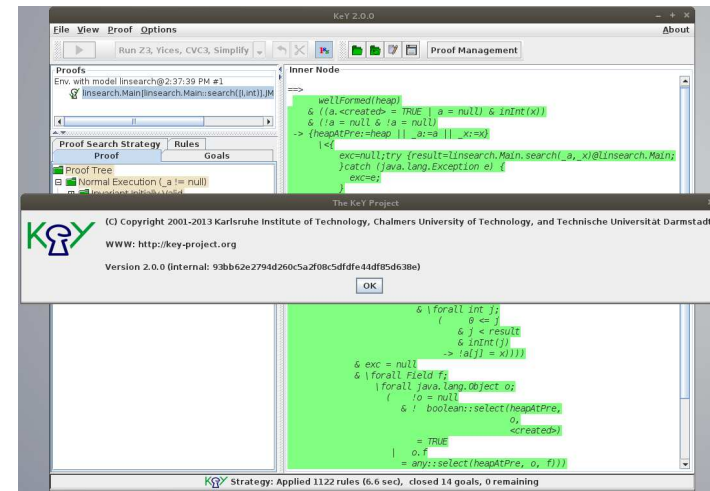 KeY 2.0.0
File View Proof Options About
Run Z3, Yices, CVC3, Simplify Proof Management
Proofs
Env. with model linsearch@2:37:39 PM #1
linsearch.Main[linsearch.Main::search([I,int)].JM
Proof Search Strategy Rules
Proof Goals
Proof Tree
Normal Execution (_a != null)
Invariant Initially Valid
Inner Node
==>
wellFormed(heap)
& ((a.<created> = TRUE | a = null) & inInt(x))
& (!a = null & !a = null)
-> {heapAtPre:=heap || _a:=a || _x:=x}
\<{
exc=null;try {result=linsearch.Main.search(_a,_x)@linsearch.Main;
}catch (java.lang.Exception e) {
exc=e;
}
The KeY Project
KeY
(C) Copyright 2001-2013 Karlsruhe Institute of Technology, Chalmers University of Technology, and Technische Universität Darmstadt
WWW: http://key-project.org
Version 2.0.0 (internal: 93bb62e2794d260c5a2f08c5dfdfe44df85d638e)
OK
& \forall int j;
( 0 <= j
& j < result
& inInt(j)
-> !a[j] = x))))
& exc = null
& \forall Field f;
\forall java.lang.Object o;
( !o = null
& ! boolean::select(heapAtPre,
o,
<created>)
= TRUE
| o.f
= any::select(heapAtPre, o, f)))
KeY Strategy: Applied 1122 rules (6.6 sec), closed 14 goals, 0 remaining